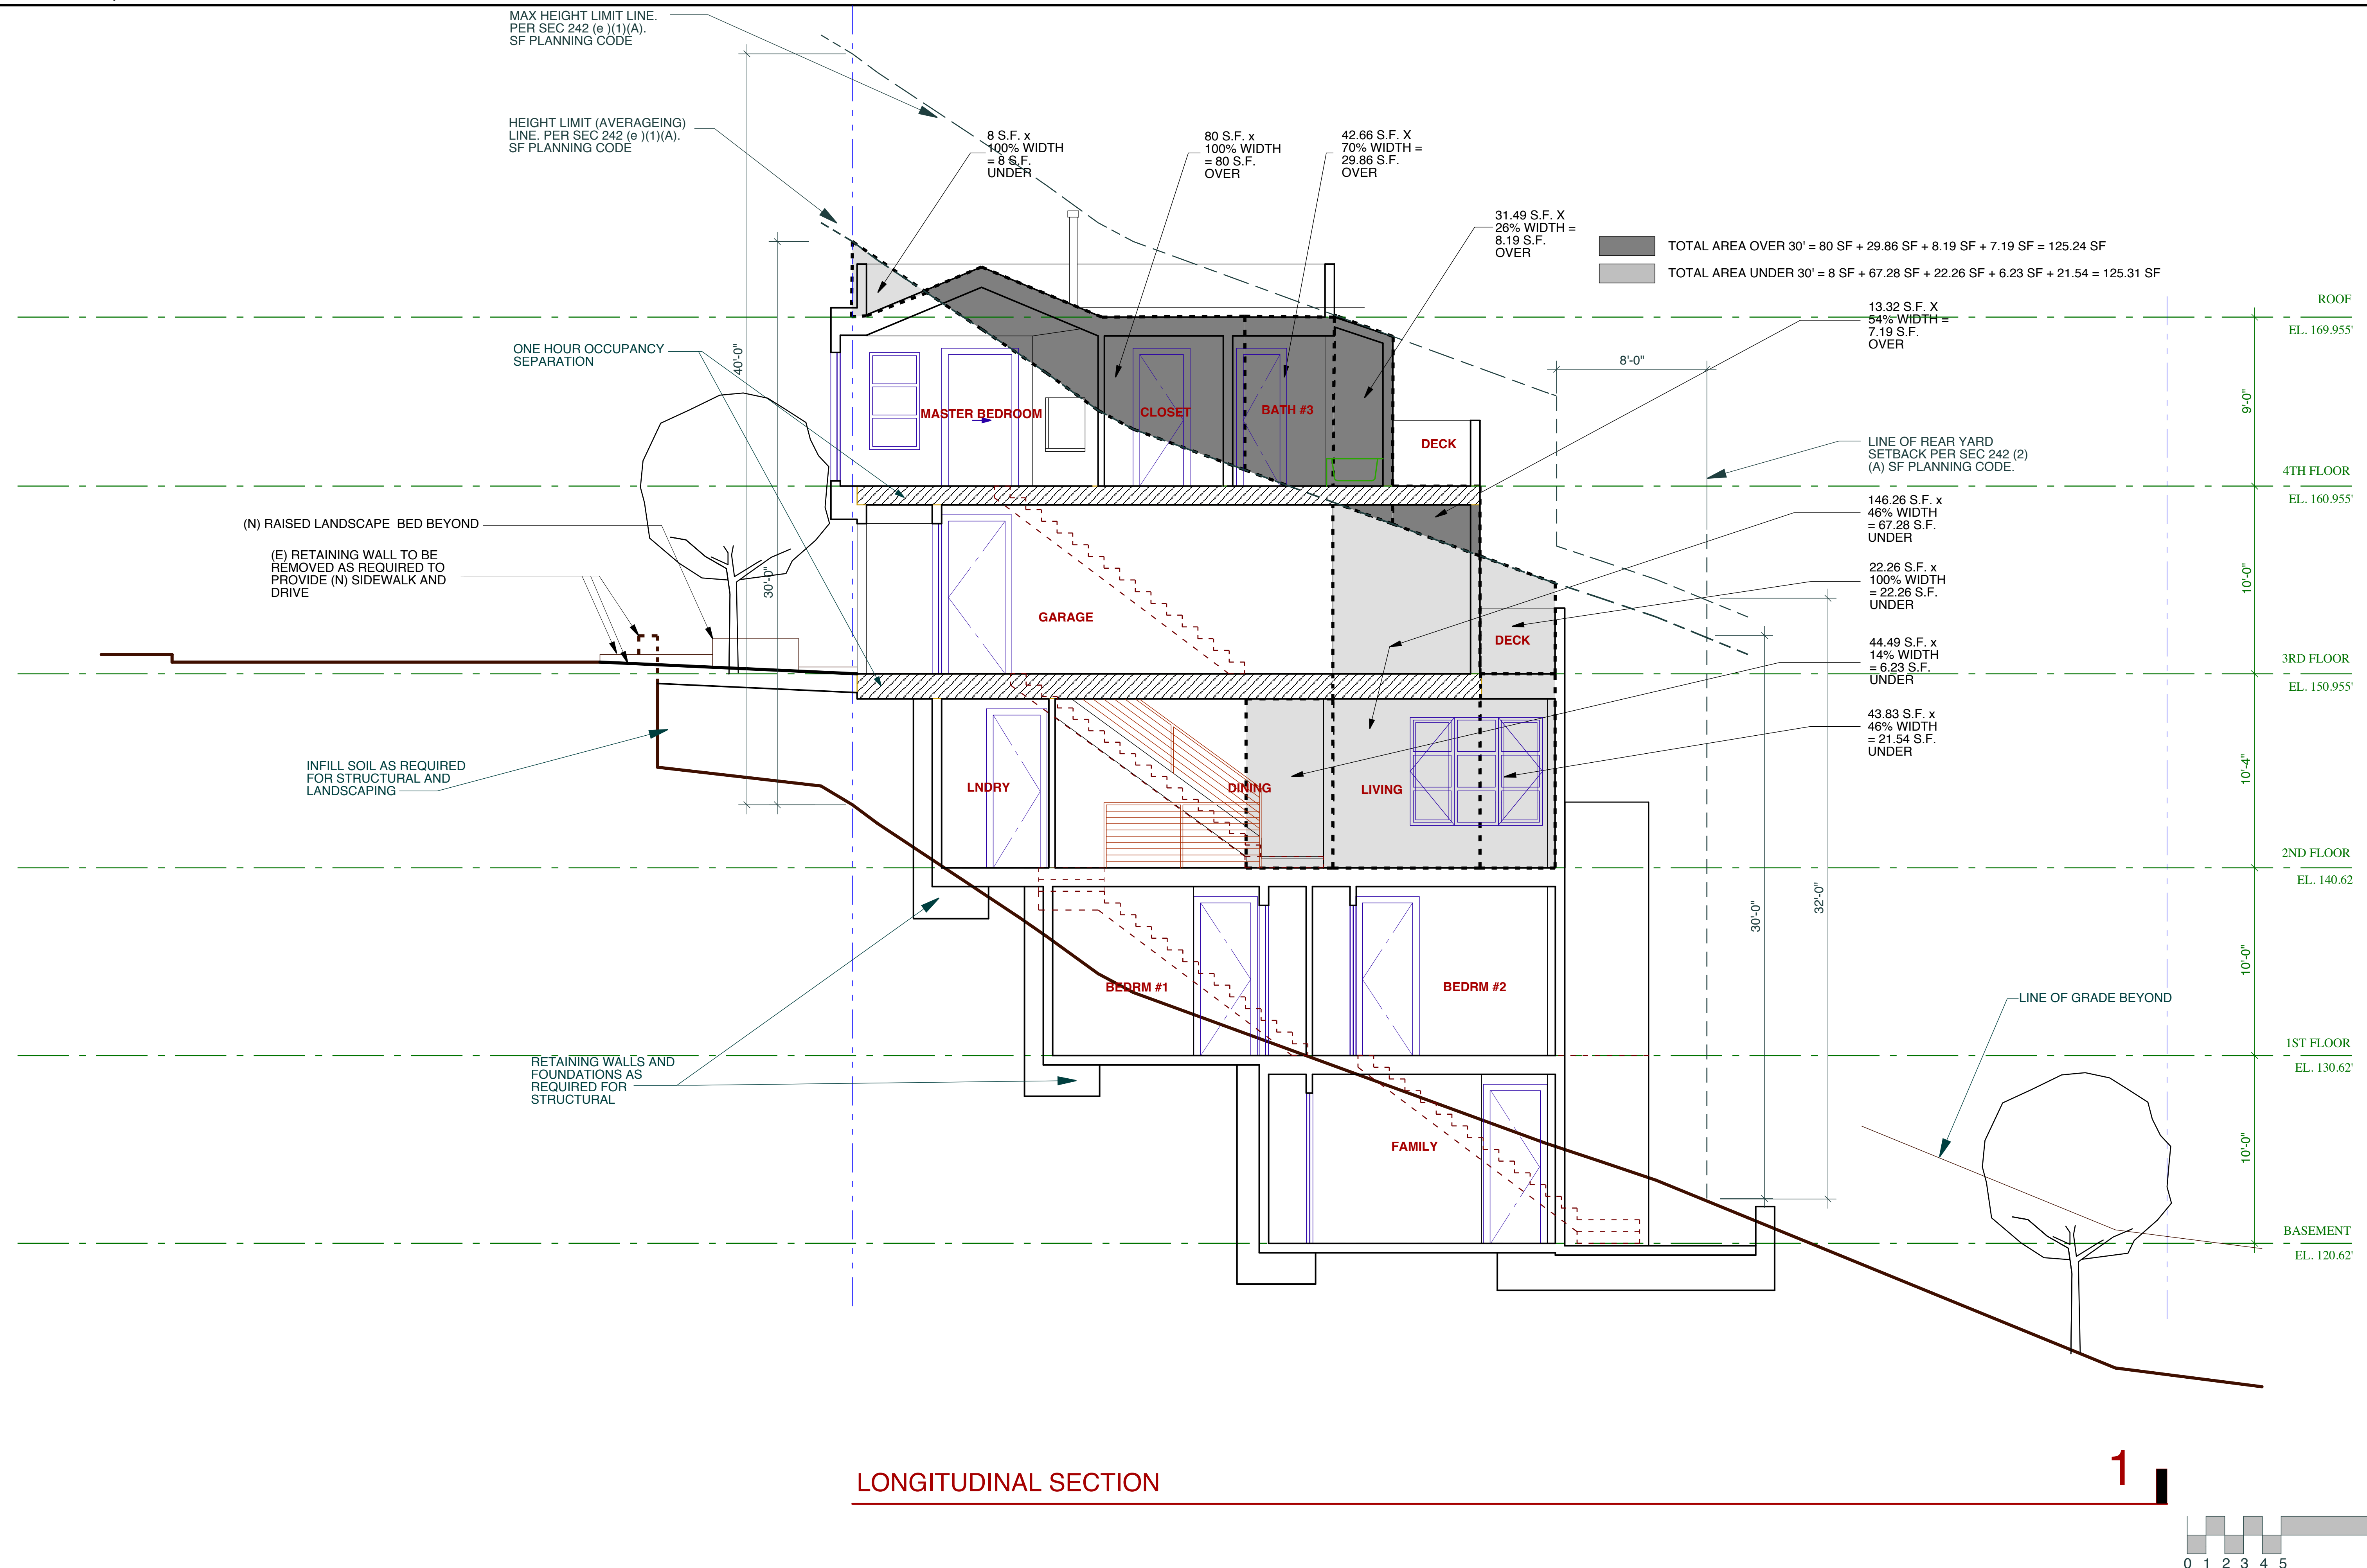 MAX HEIGHT LIMIT LINE.
PER SEC 242 (e )(1)(A).
SF PLANNING CODE
HEIGHT LIMIT (AVERAGEING)
LINE. PER SEC 242 (e )(1)(A).
SF PLANNING CODE
8 S.F. x
100% WIDTH
= 8 S.F.
UNDER
80 S.F. x
100% WIDTH
= 80 S.F.
OVER
42.66 S.F. X
70% WIDTH =
29.86 S.F.
OVER
31.49 S.F. X
26% WIDTH =
8.19 S.F.
OVER
TOTAL AREA OVER 30' = 80 SF + 29.86 SF + 8.19 SF + 7.19 SF = 125.24 SF
TOTAL AREA UNDER 30' = 8 SF + 67.28 SF + 22.26 SF + 6.23 SF + 21.54 = 125.31 SF
13.32 S.F. X
54% WIDTH =
7.19 S.F.
OVER
ROOF
EL. 169.955'
ONE HOUR OCCUPANCY
SEPARATION
40'-0"
8'-0"
9'-0"
MASTER BEDROOM
CLOSET
BATH #3
DECK
LINE OF REAR YARD
SETBACK PER SEC 242 (2)
(A) SF PLANNING CODE.
4TH FLOOR
EL. 160.955'
146.26 S.F. x
46% WIDTH
= 67.28 S.F.
UNDER
(N) RAISED LANDSCAPE BED BEYOND
(E) RETAINING WALL TO BE
REMOVED AS REQUIRED TO
PROVIDE (N) SIDEWALK AND
DRIVE
30'-0"
10'-0"
22.26 S.F. x
100% WIDTH
= 22.26 S.F.
UNDER
GARAGE
DECK
44.49 S.F. x
14% WIDTH
= 6.23 S.F.
UNDER
3RD FLOOR
EL. 150.955'
43.83 S.F. x
46% WIDTH
= 21.54 S.F.
UNDER
INFILL SOIL AS REQUIRED
FOR STRUCTURAL AND
LANDSCAPING
10'-4"
LNDRY
DINING
LIVING
2ND FLOOR
EL. 140.62
30'-0"
32'-0"
10'-0"
BEDRM #1
BEDRM #2
LINE OF GRADE BEYOND
1ST FLOOR
EL. 130.62'
RETAINING WALLS AND
FOUNDATIONS AS
REQUIRED FOR
STRUCTURAL
10'-0"
FAMILY
BASEMENT
EL. 120.62'
LONGITUDINAL SECTION
1
0 1 2 3 4 5